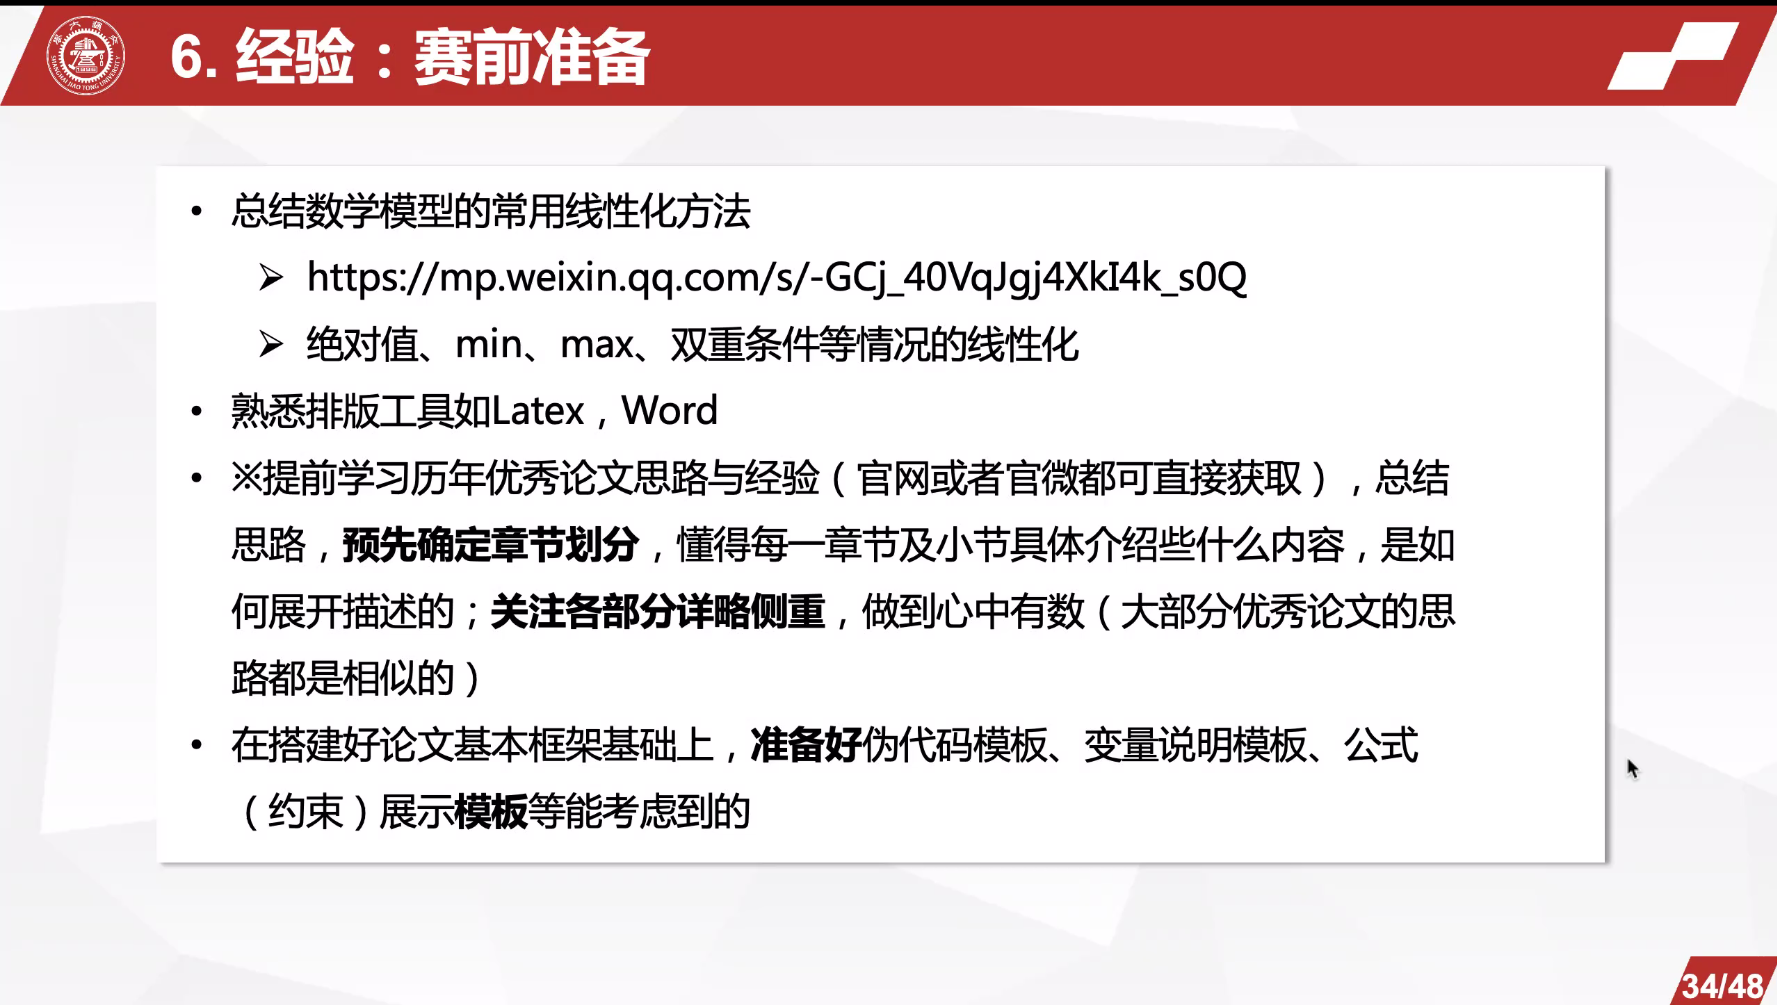 6. 经验：赛前准备
• 总结数学模型的常用线性化方法
➢ https://mp.weixin.qq.com/s/-GCj_40VqJgj4XkI4k_s0Q
➢ 绝对值、min、max、双重条件等情况的线性化
• 熟悉排版工具如Latex，Word
• ※提前学习历年优秀论文思路与经验（官网或者官微都可直接获取），总结
思路，预先确定章节划分，懂得每一章节及小节具体介绍些什么内容，是如
何展开描述的；关注各部分详略侧重，做到心中有数（大部分优秀论文的思
路都是相似的）
• 在搭建好论文基本框架基础上，准备好伪代码模板、变量说明模板、公式
（约束）展示模板等能考虑到的
34/48